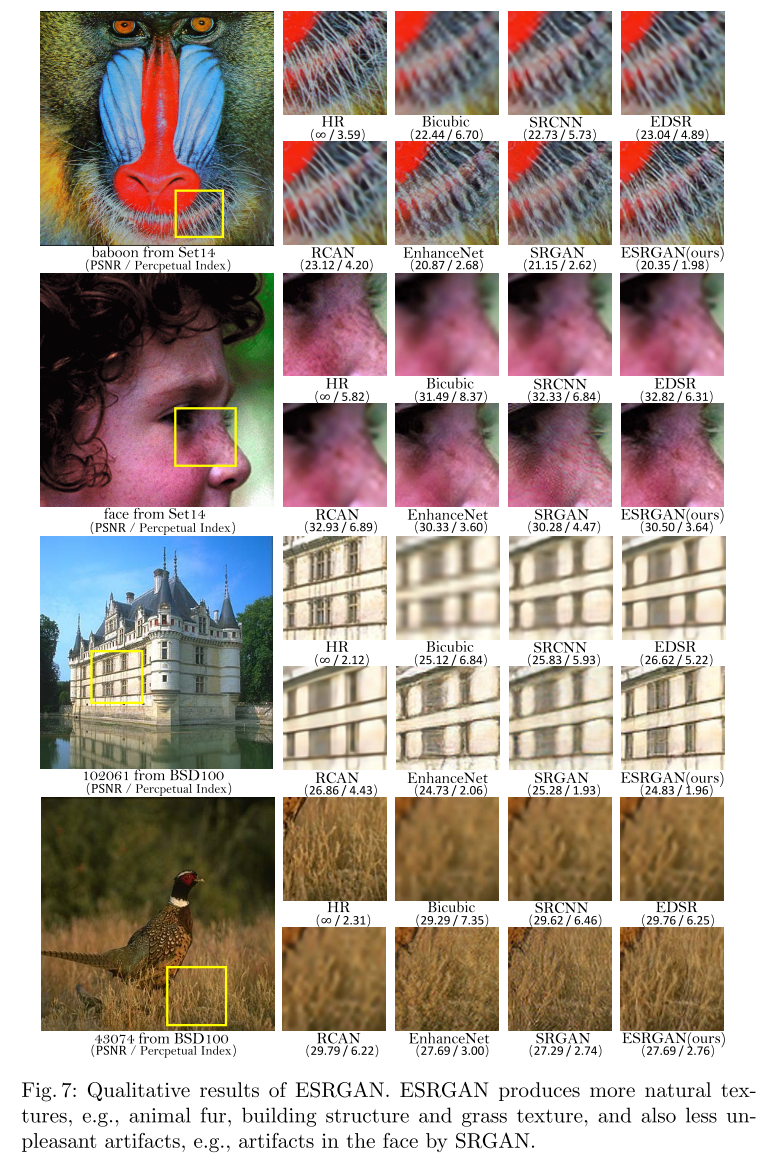 HR Bicubic SRCNN EDSR
(∞ / 3.59) (22.44 / 6.70) (22.73 / 5.73) (23.04 / 4.89)
baboon from Set14
(PSNR / Percpetual Index)
RCAN EnhanceNet SRGAN ESRGAN(ours)
(23.12 / 4.20) (20.87 / 2.68) (21.15 / 2.62) (20.35 / 1.98)
HR Bicubic SRCNN EDSR
(∞ / 5.82) (31.49 / 8.37) (32.33 / 6.84) (32.82 / 6.31)
face from Set14
(PSNR / Percpetual Index)
RCAN EnhanceNet SRGAN ESRGAN(ours)
(32.93 / 6.89) (30.33 / 3.60) (30.28 / 4.47) (30.50 / 3.64)
HR Bicubic SRCNN EDSR
(∞ / 2.12) (25.12 / 6.84) (25.83 / 5.93) (26.62 / 5.22)
102061 from BSD100
(PSNR / Percpetual Index)
RCAN EnhanceNet SRGAN ESRGAN(ours)
(26.86 / 4.43) (24.73 / 2.06) (25.28 / 1.93) (24.83 / 1.96)
HR Bicubic SRCNN EDSR
(∞ / 2.31) (29.29 / 7.35) (29.62 / 6.46) (29.76 / 6.25)
43074 from BSD100
(PSNR / Percpetual Index)
RCAN EnhanceNet SRGAN ESRGAN(ours)
(29.79 / 6.22) (27.69 / 3.00) (27.29 / 2.74) (27.69 / 2.76)
Fig. 7: Qualitative results of ESRGAN. ESRGAN produces more natural tex-
tures, e.g., animal fur, building structure and grass texture, and also less un-
pleasant artifacts, e.g., artifacts in the face by SRGAN.